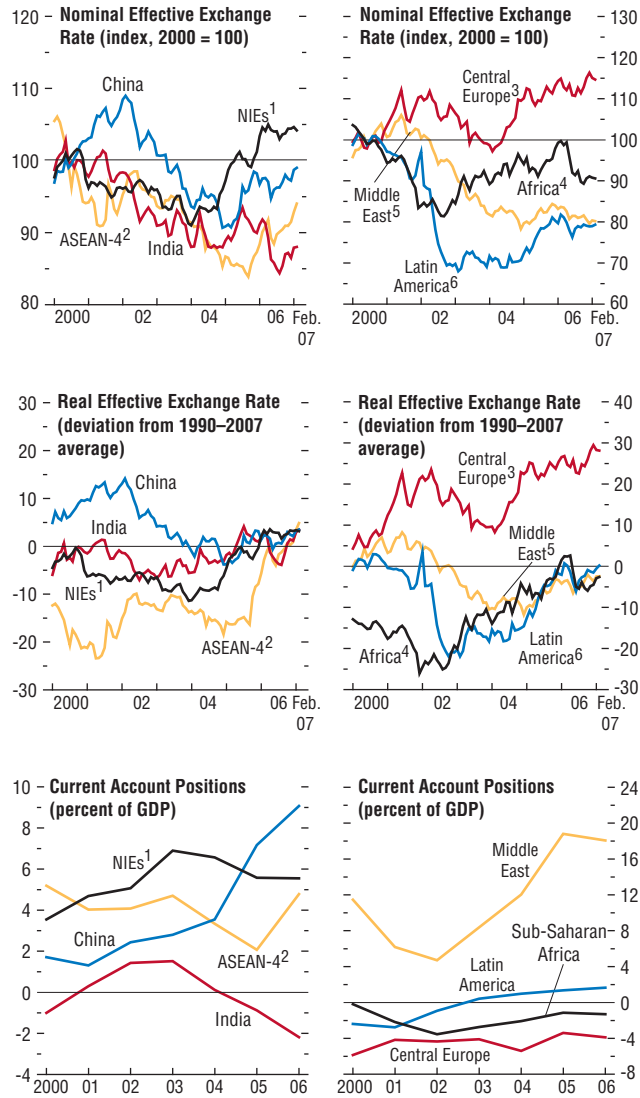 Nominal Effective Exchange
Rate (index, 2000 = 100)
120
110
100
90
80
China
NIEs1
ASEAN-42
India
2000 02 04 06 Feb.
07
Nominal Effective Exchange
Rate (index, 2000 = 100)
130
120
110
100
90
80
70
60
Central
Europe3
Middle
East5
Africa4
Latin
America6
2000 02 04 06 Feb.
07
Real Effective Exchange Rate
(deviation from 1990–2007
average)
30
20
10
0
-10
-20
-30
China
India
NIEs1
ASEAN-42
2000 02 04 06 Feb.
07
Real Effective Exchange Rate
(deviation from 1990–2007
average)
40
30
20
10
0
-10
-20
-30
Central
Europe3
Middle
East5
Africa4
Latin
America6
2000 02 04 06 Feb.
07
Current Account Positions
(percent of GDP)
10
8
6
4
2
0
-2
-4
NIEs1
China
ASEAN-42
India
2000 01 02 03 04 05 06
Current Account Positions
(percent of GDP)
24
20
16
12
8
4
0
-4
-8
Middle
East
Sub-Saharan
Africa
Latin
America
Central Europe
2000 01 02 03 04 05 06